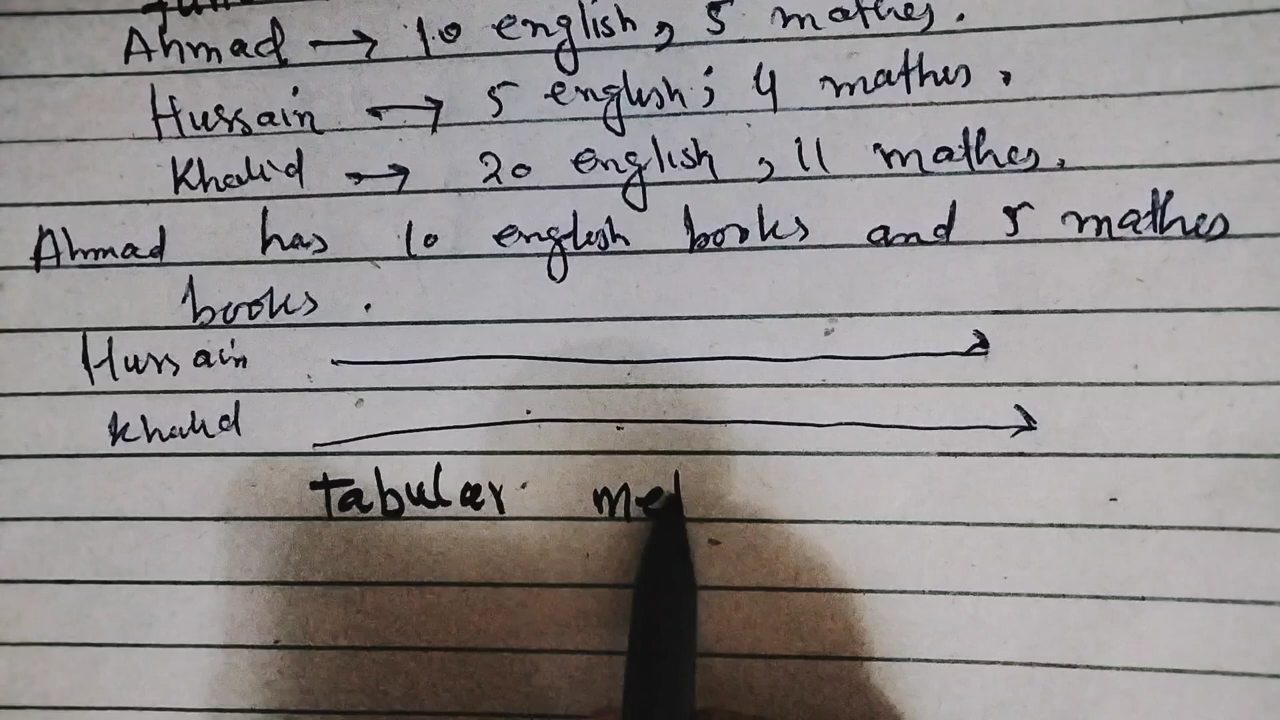 Ahmad → 10 english, 5 mathes.
Hussain → 5 english; 4 mathes.
Khalid → 20 english, 11 mathes.
Ahmad has 10 english books and 5 mathes
books.
Hussain →
Khalid →
tabular met